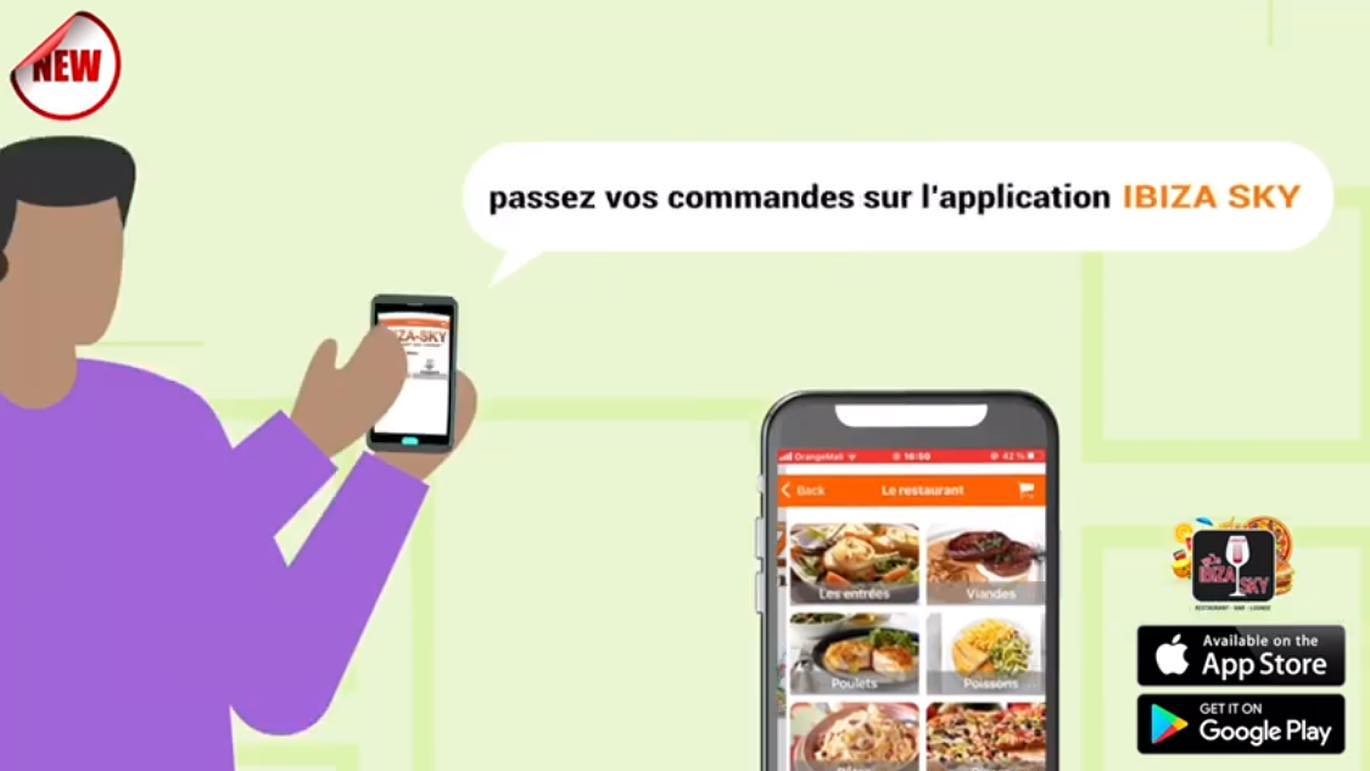 NEW
passez vos commandes sur l'application IBIZA SKY
IZA-SKY
OrangeMali 16:50 42 %
Back Le restaurant
Les entrées Viandes
Poulets Poissons
IBIZA SKY
RESTAURANT - BAR - LOUNGE
Available on the
App Store
GET IT ON
Google Play